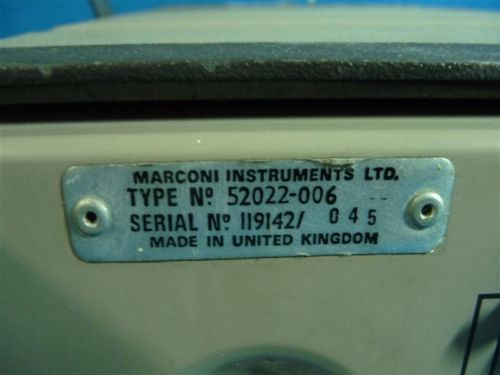 MARCONI INSTRUMENTS LTD.
TYPE Nº 52022-006 --
SERIAL Nº 119142/ 045
MADE IN UNITED KINGDOM